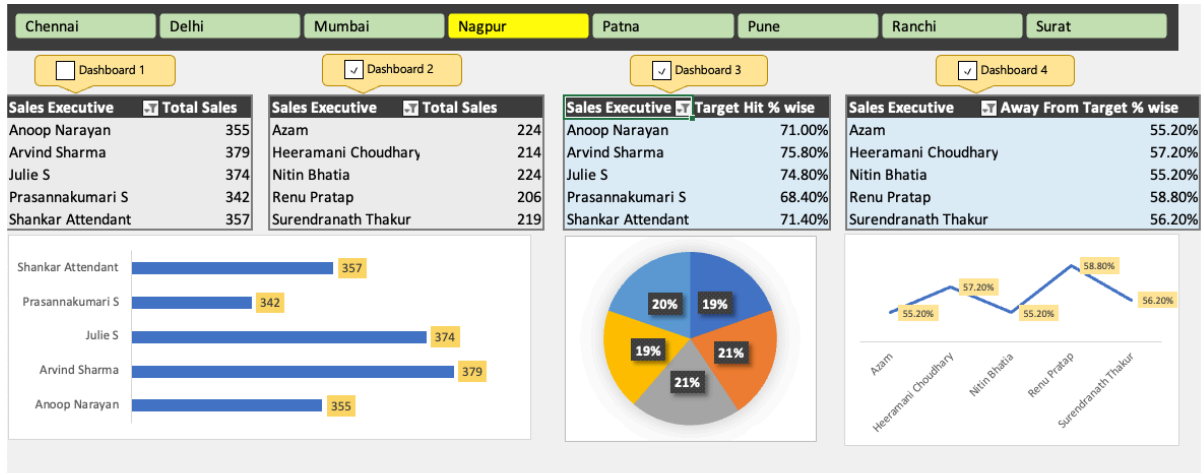 Chennai Delhi Mumbai Nagpur Patna Pune Ranchi Surat
Dashboard 1 Dashboard 2 Dashboard 3 Dashboard 4
Sales Executive Total Sales Sales Executive Total Sales Sales Executive Target Hit % wise Sales Executive Away From Target % wise
Anoop Narayan 355 Azam 224 Anoop Narayan 71.00% Azam 55.20%
Arvind Sharma 379 Heeramani Choudhary 214 Arvind Sharma 75.80% Heeramani Choudhary 57.20%
Julie S 374 Nitin Bhatia 224 Julie S 74.80% Nitin Bhatia 55.20%
Prasannakumari S 342 Renu Pratap 206 Prasannakumari S 68.40% Renu Pratap 58.80%
Shankar Attendant 357 Surendranath Thakur 219 Shankar Attendant 71.40% Surendranath Thakur 56.20%
Shankar Attendant 357
Prasannakumari S 342
Julie S 374
Arvind Sharma 379
Anoop Narayan 355
20% 19%
19% 21%
21%
58.80%
57.20%
56.20%
55.20% 55.20%
Azam
Heeramani Choudhary
Nitin Bhatia
Renu Pratap
Surendranath Thakur